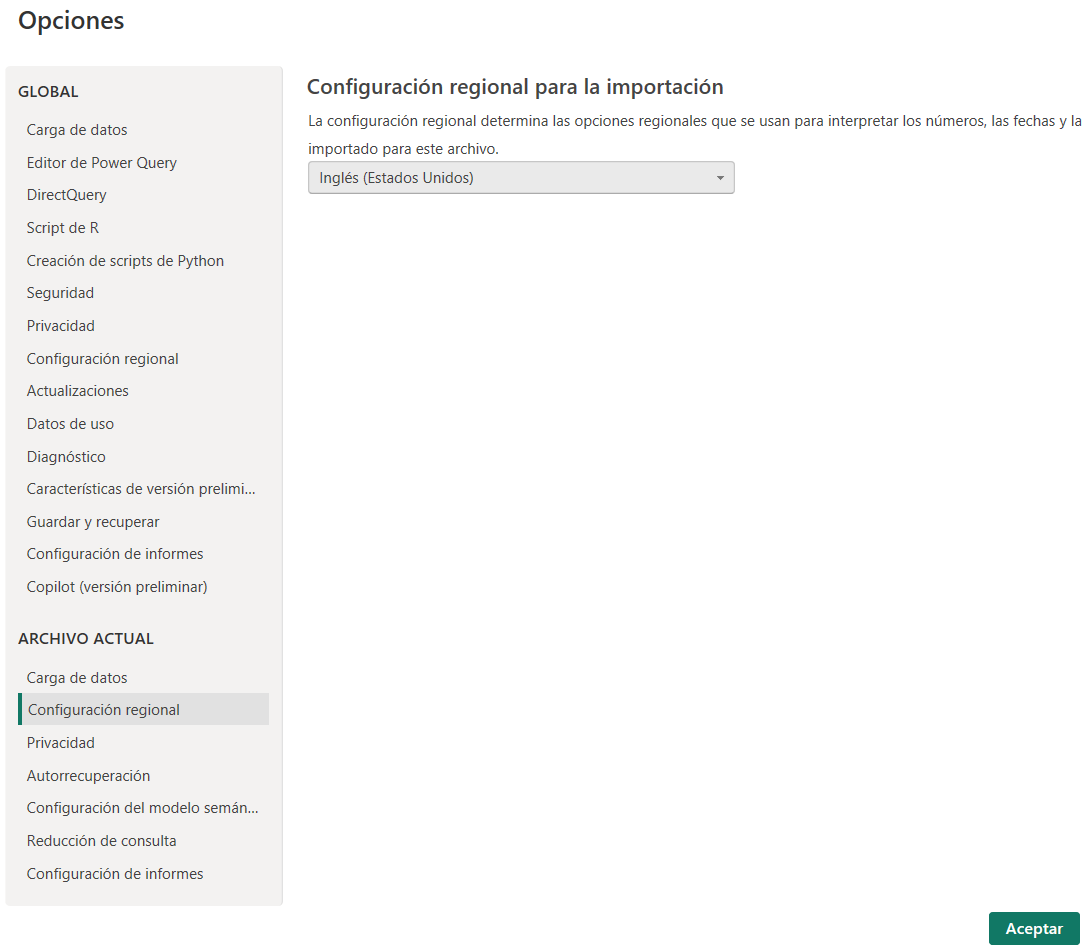 Opciones
GLOBAL
Carga de datos
Editor de Power Query
DirectQuery
Script de R
Creación de scripts de Python
Seguridad
Privacidad
Configuración regional
Actualizaciones
Datos de uso
Diagnóstico
Características de versión prelimi...
Guardar y recuperar
Configuración de informes
Copilot (versión preliminar)
ARCHIVO ACTUAL
Carga de datos
Configuración regional
Privacidad
Autorrecuperación
Configuración del modelo semán...
Reducción de consulta
Configuración de informes
Configuración regional para la importación
La configuración regional determina las opciones regionales que se usan para interpretar los números, las fechas y la
importado para este archivo.
Inglés (Estados Unidos)
Aceptar